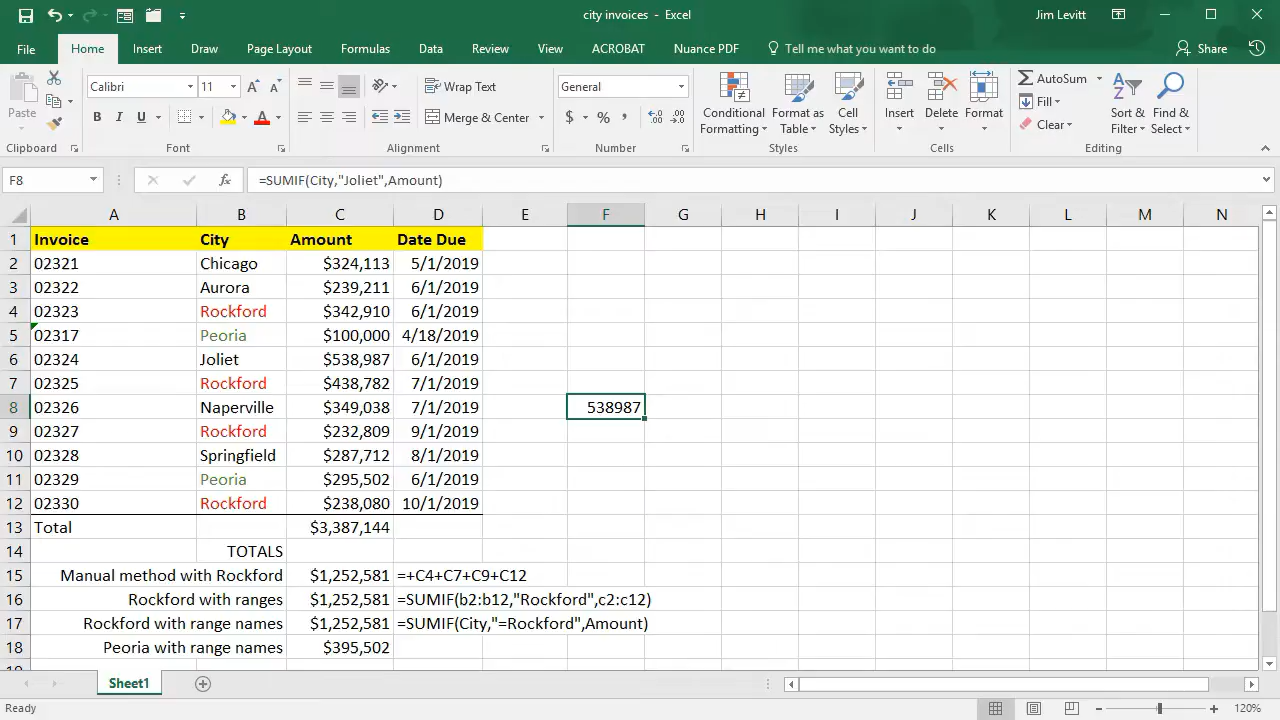 city invoices - Excel
Jim Levitt
File Home Insert Draw Page Layout Formulas Data Review View ACROBAT Nuance PDF Tell me what you want to do Share
Paste
Calibri 11
B I U
Wrap Text
Merge & Center
General
$ % ,
Conditional Formatting
Format as Table
Cell Styles
Insert Delete Format
AutoSum
Fill
Clear
Sort & Filter
Find & Select
Clipboard Font Alignment Number Styles Cells Editing
F8 fx =SUMIF(City,"Joliet",Amount)
A B C D E F G H I J K L M N
1 Invoice City Amount Date Due
2 02321 Chicago $324,113 5/1/2019
3 02322 Aurora $239,211 6/1/2019
4 02323 Rockford $342,910 6/1/2019
5 02317 Peoria $100,000 4/18/2019
6 02324 Joliet $538,987 6/1/2019
7 02325 Rockford $438,782 7/1/2019
8 02326 Naperville $349,038 7/1/2019 538987
9 02327 Rockford $232,809 9/1/2019
10 02328 Springfield $287,712 8/1/2019
11 02329 Peoria $295,502 6/1/2019
12 02330 Rockford $238,080 10/1/2019
13 Total $3,387,144
14 TOTALS
15 Manual method with Rockford $1,252,581 =+C4+C7+C9+C12
16 Rockford with ranges $1,252,581 =SUMIF(b2:b12,"Rockford",c2:c12)
17 Rockford with range names $1,252,581 =SUMIF(City,"=Rockford",Amount)
18 Peoria with range names $395,502
Sheet1
Ready 120%